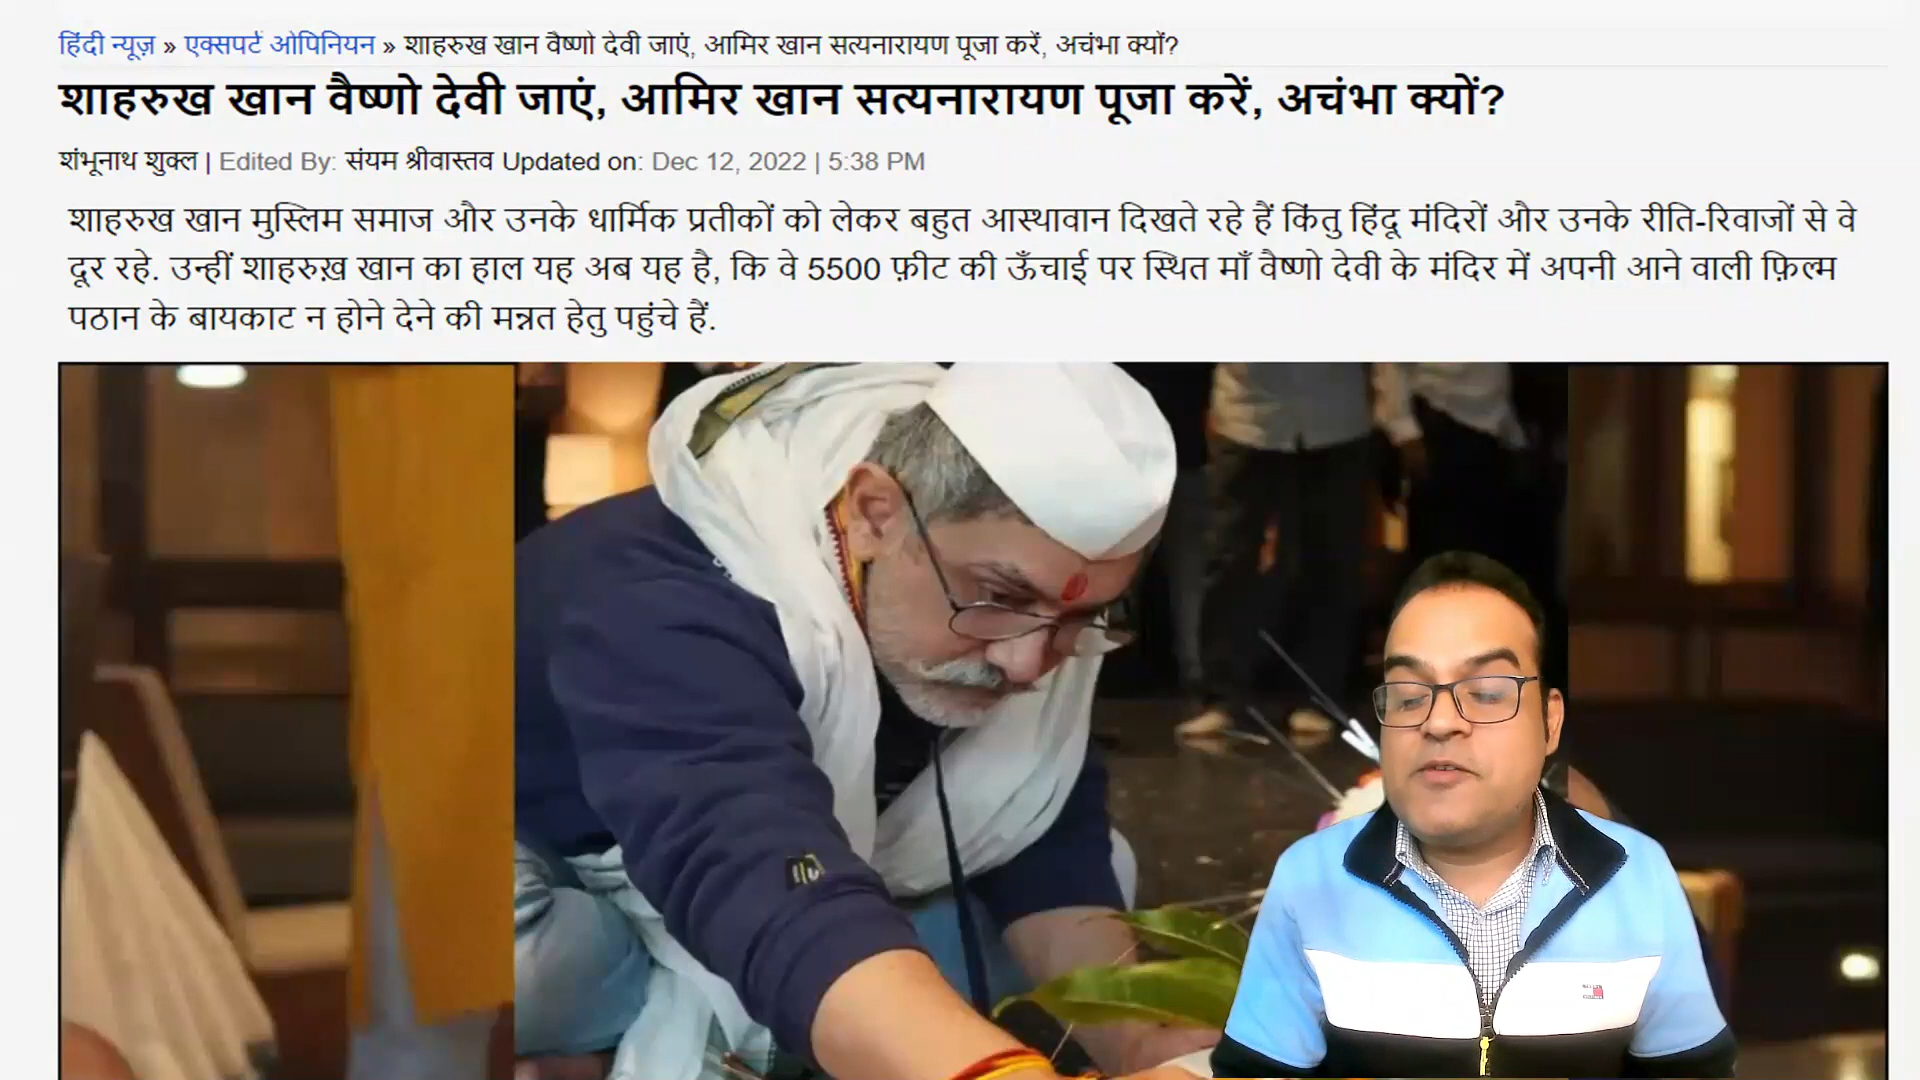 हिंदी न्यूज़ » एक्सपर्ट ओपिनियन » शाहरुख खान वैष्णो देवी जाएं, आमिर खान सत्यनारायण पूजा करें, अचंभा क्यों?
शाहरुख खान वैष्णो देवी जाएं, आमिर खान सत्यनारायण पूजा करें, अचंभा क्यों?
शंभूनाथ शुक्ल | Edited By: संयम श्रीवास्तव Updated on: Dec 12, 2022 | 5:38 PM
शाहरुख खान मुस्लिम समाज और उनके धार्मिक प्रतीकों को लेकर बहुत आस्थावान दिखते रहे हैं किंतु हिंदू मंदिरों और उनके रीति-रिवाजों से वे
दूर रहे. उन्हीं शाहरुख़ खान का हाल यह अब यह है, कि वे 5500 फ़ीट की ऊँचाई पर स्थित माँ वैष्णो देवी के मंदिर में अपनी आने वाली फ़िल्म
पठान के बायकाट न होने देने की मन्नत हेतु पहुंचे हैं.